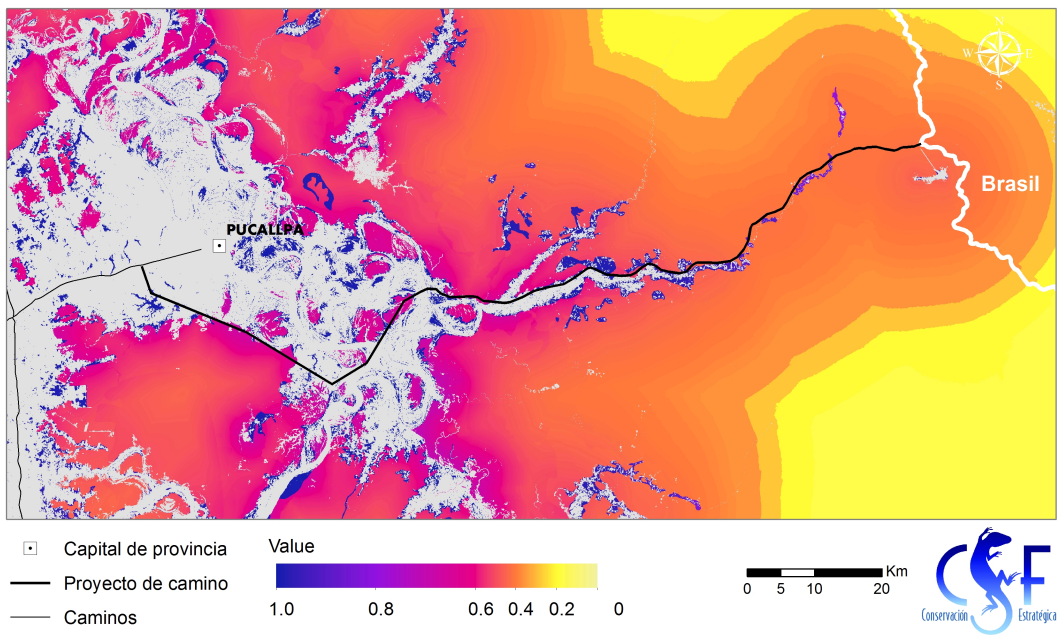 N
W E
S
Brasil
PUCALLPA
Capital de provincia
Proyecto de camino
Caminos
Value
1.0 0.8 0.6 0.4 0.2 0
Km
0 5 10 20
CSF
Conservación Estratégica